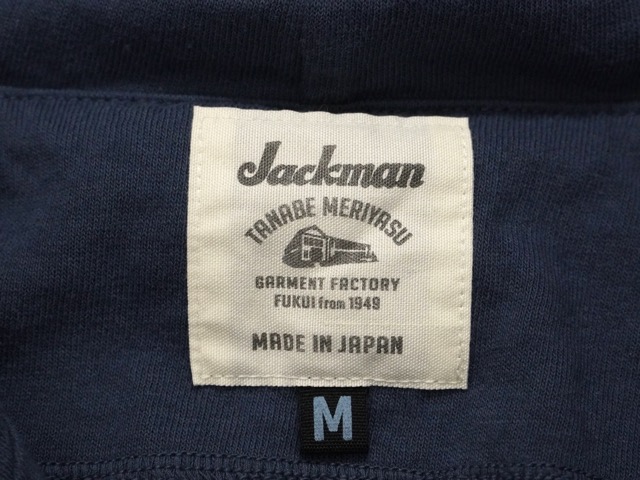 Jackman
TANABE MERIYASU
GARMENT FACTORY
FUKUI from 1949
MADE IN JAPAN
M